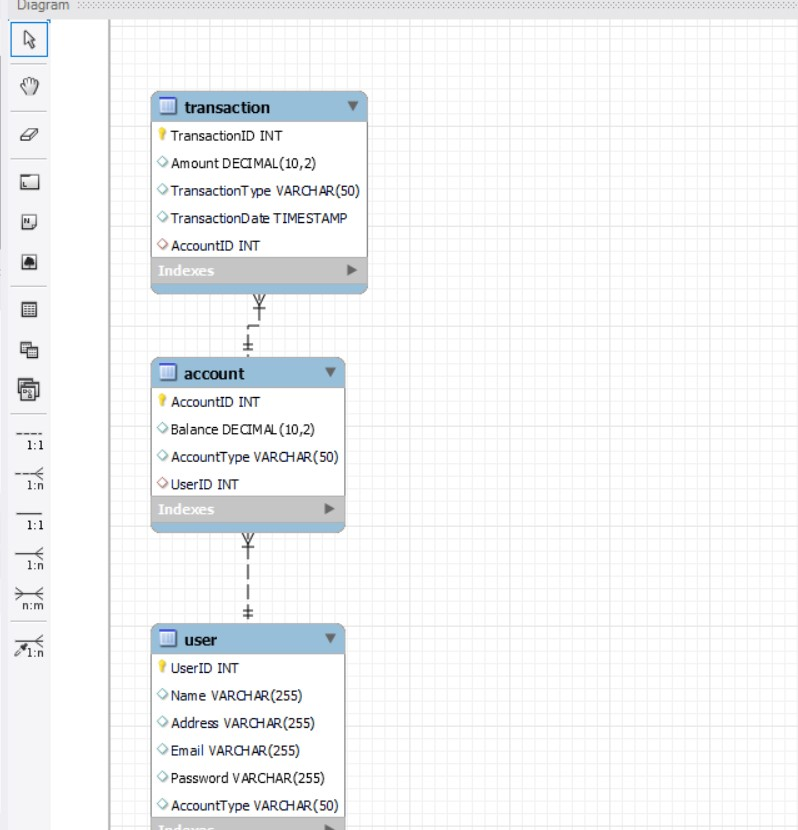 Diagram
transaction
TransactionID INT
Amount DECIMAL(10,2)
TransactionType VARCHAR(50)
TransactionDate TIMESTAMP
AccountID INT
Indexes
account
AccountID INT
Balance DECIMAL(10,2)
AccountType VARCHAR(50)
UserID INT
Indexes
1:1
1:n
1:1
1:n
n:m
1:n
user
UserID INT
Name VARCHAR(255)
Address VARCHAR(255)
Email VARCHAR(255)
Password VARCHAR(255)
AccountType VARCHAR(50)
Indexes